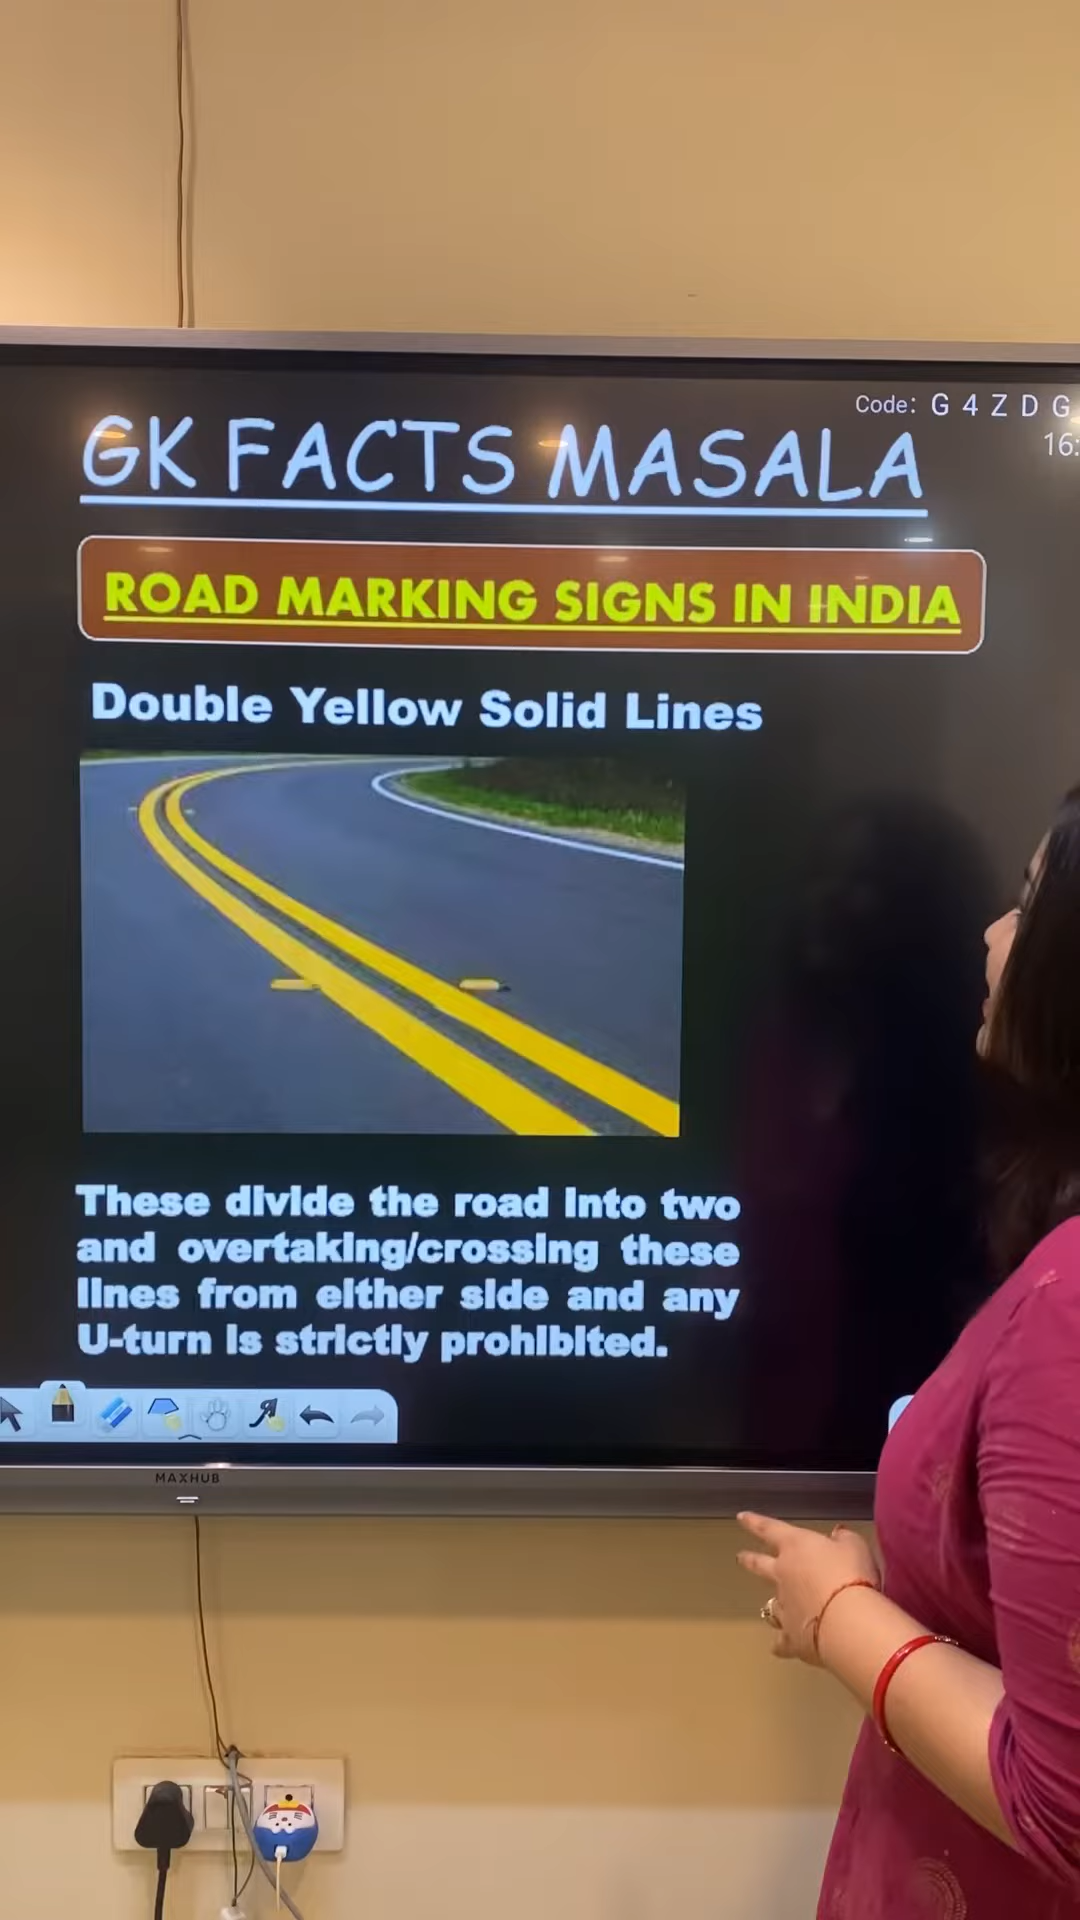 Code: G 4 Z D G
16:
GK FACTS MASALA
ROAD MARKING SIGNS IN INDIA
Double Yellow Solid Lines
These divide the road into two
and overtaking/crossing these
lines from either side and any
U-turn is strictly prohibited.
MAXHUB